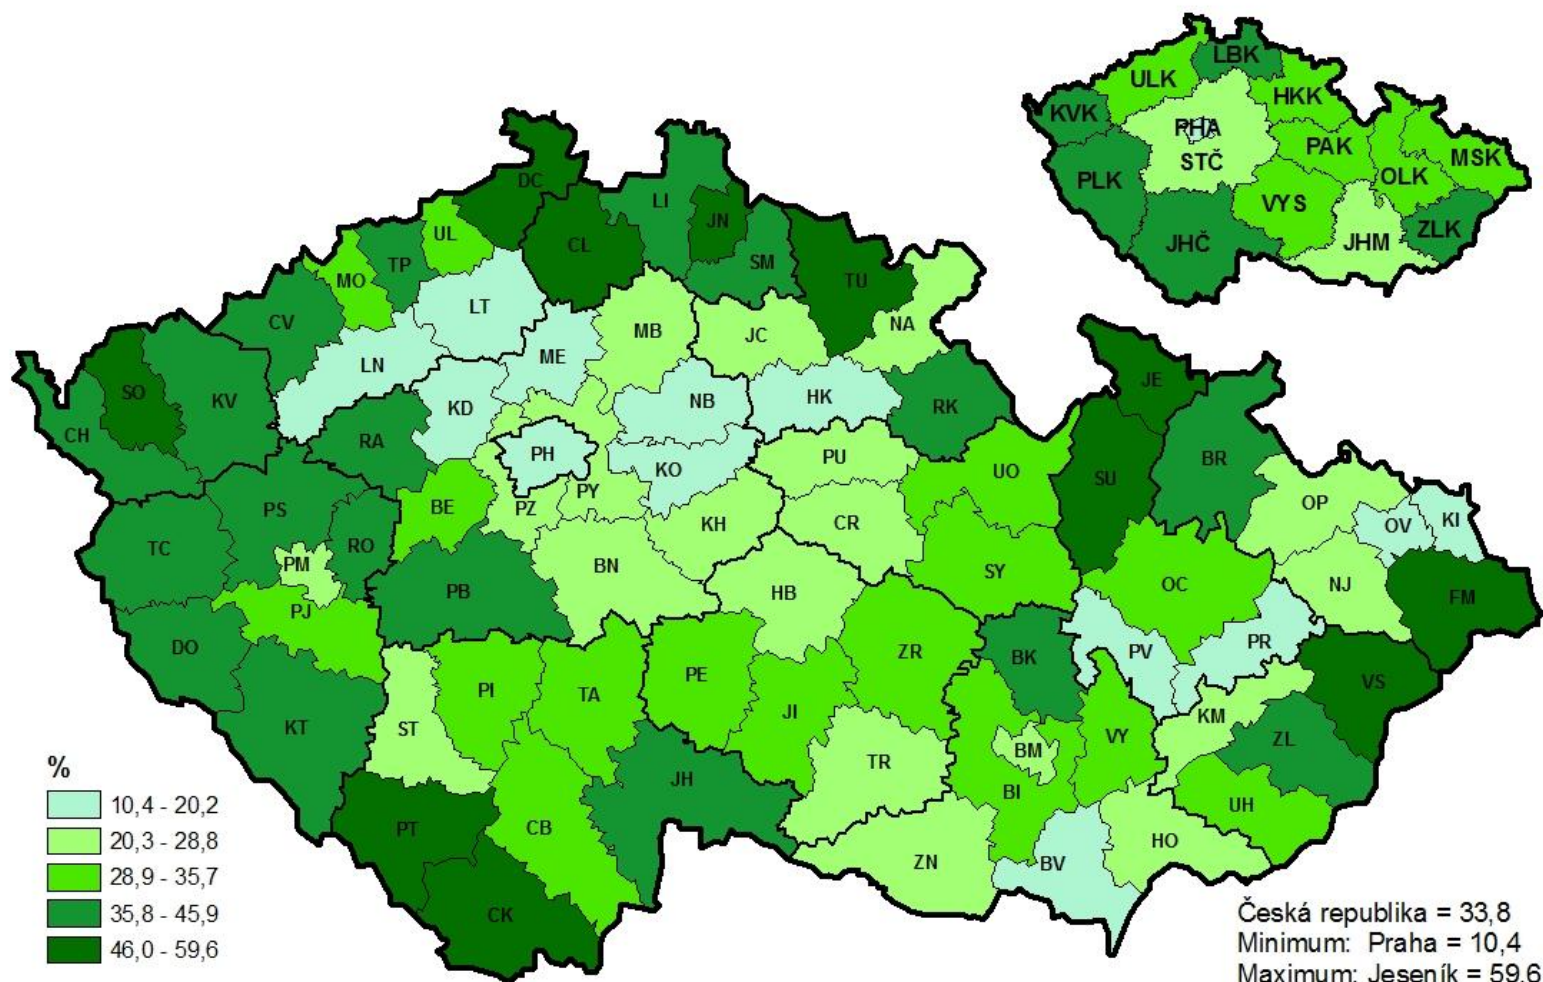 LBK
ULK
HKK
KVK
PHA
PAK
MSK
STČ
OLK
PLK
VYS
ZLK
JHČ
JHM
DC
LI
JN
UL
CL
SM
TP
MO
TU
LT
CV
MB
JC
NA
ME
LN
JE
SO
KV
KD
NB
HK
RK
CH
RA
PH
PU
BR
KO
UO
SU
PY
BE
PZ
PS
KH
CR
OP
OV
KI
TC
RO
PM
BN
SY
OC
NJ
FM
PB
HB
PJ
DO
BK
PV
PR
ZR
PI
TA
PE
VS
JI
KM
KT
ST
ZL
VY
BM
TR
JH
BI
UH
PT
CB
HO
ZN
BV
CK
%
10,4 - 20,2
20,3 - 28,8
28,9 - 35,7
35,8 - 45,9
46,0 - 59,6
Česká republika = 33,8
Minimum: Praha = 10,4
Maximum: Jeseník = 59,6